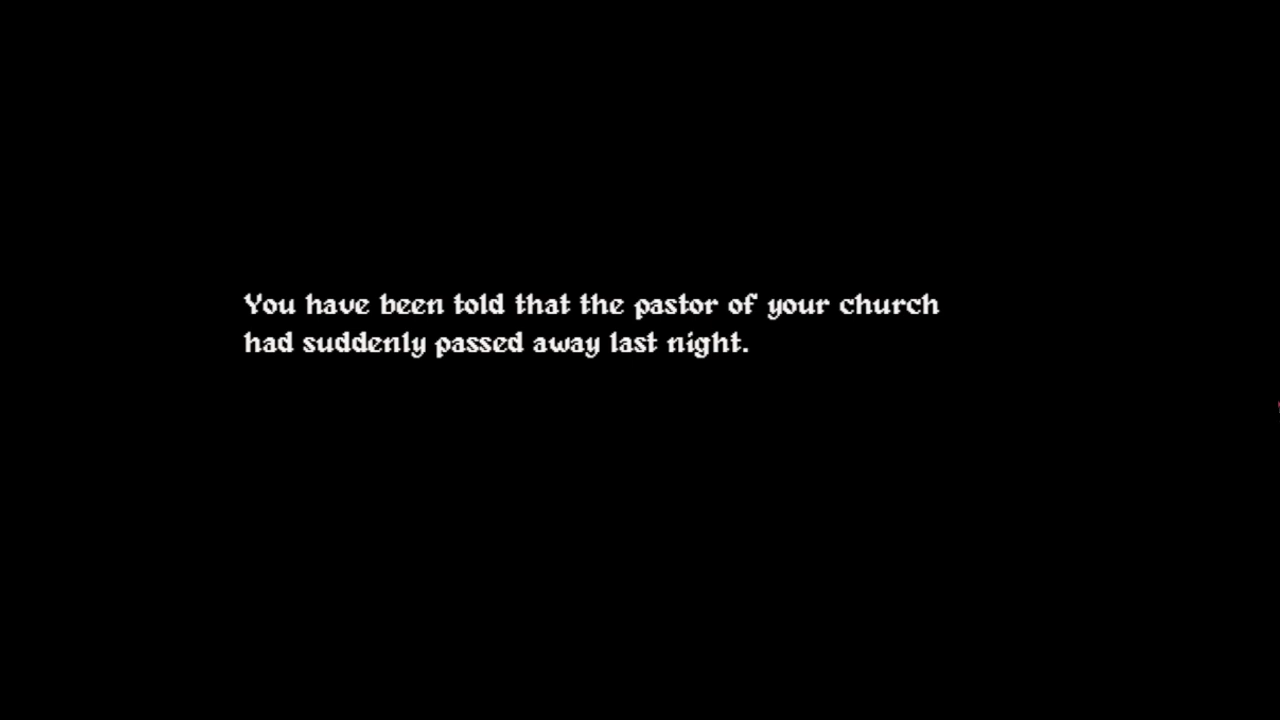 You have been told that the pastor of your church
had suddenly passed away last night.